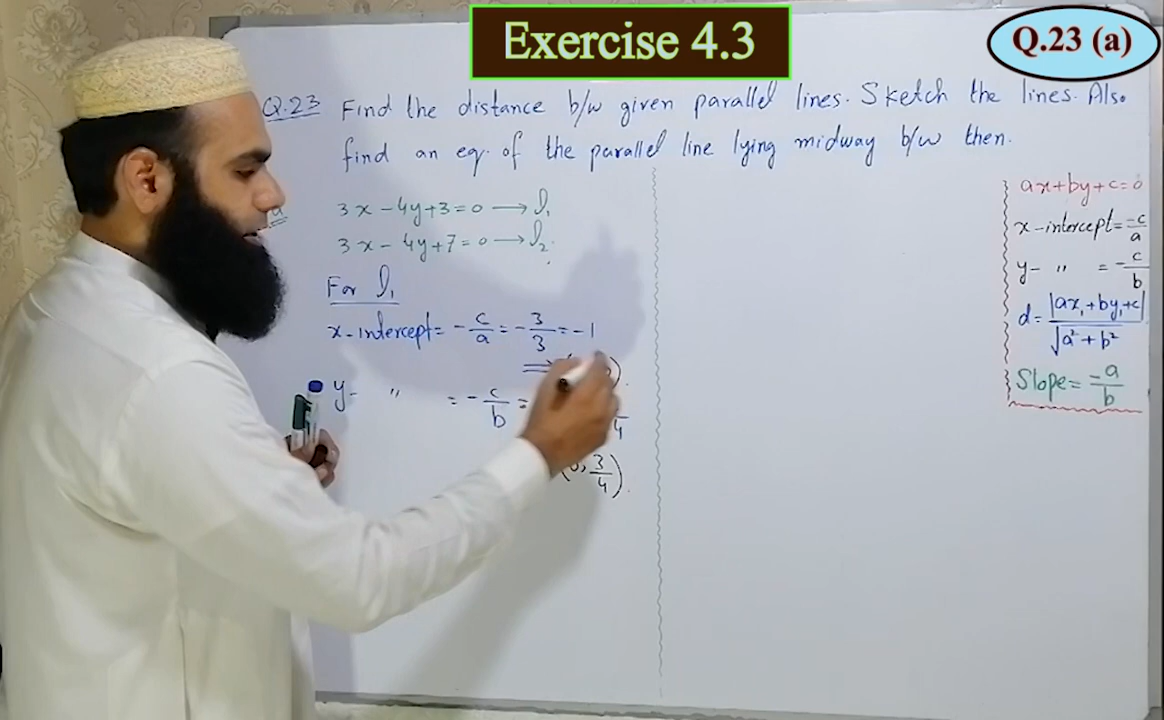 Exercise 4.3
Q.23 (a)
Q.23 Find the distance b/w given parallel lines. Sketch the lines. Also
find an eq. of the parallel line lying midway b/w then.
a
3x - 4y + 3 = 0 → l₁
3x - 4y + 7 = 0 → l₂
For l₁
x-intercept = -c/a = -3/3 = -1
y- " = -c/b =
4
, 3/4).
ax+by+c=0
x-intercept = -c/a
y- " = -c/b
d = |ax₁+by₁+c|/√a²+b²
Slope = -a/b